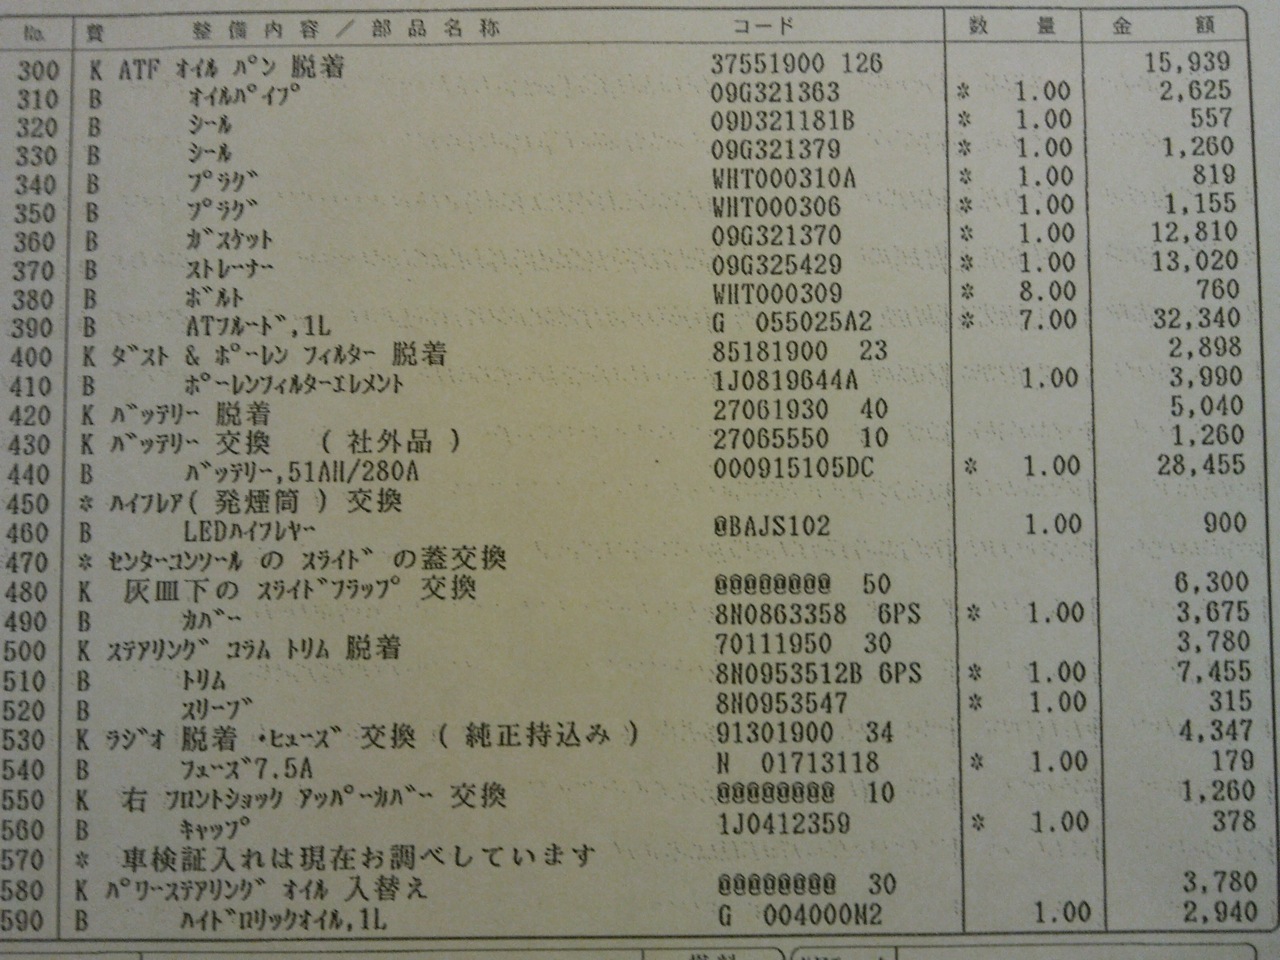 No. 費 整備内容／部品名称 コード 数量 金額
300 K ATF ｵｲﾙ ﾊﾟﾝ 脱着 37551900 126 15,939
310 B ｵｲﾙﾊﾟｲﾌﾟ 09G321363 * 1.00 2,625
320 B ｼｰﾙ 09D321181B * 1.00 557
330 B ｼｰﾙ 09G321379 * 1.00 1,260
340 B ﾌﾟﾗｸﾞ WHT000310A * 1.00 819
350 B ﾌﾟﾗｸﾞ WHT000306 * 1.00 1,155
360 B ｶﾞｽｹｯﾄ 09G321370 * 1.00 12,810
370 B ｽﾄﾚｰﾅｰ 09G325429 * 1.00 13,020
380 B ﾎﾞﾙﾄ WHT000309 * 8.00 760
390 B ATﾌﾙｰﾄﾞ,1L G 055025A2 * 7.00 32,340
400 K ﾀﾞｽﾄ & ﾎﾟｰﾚﾝ ﾌｨﾙﾀｰ 脱着 85181900 23 2,898
410 B ﾎﾟｰﾚﾝﾌｨﾙﾀｰｴﾚﾒﾝﾄ 1J0819644A 1.00 3,990
420 K ﾊﾞｯﾃﾘｰ 脱着 27061930 40 5,040
430 K ﾊﾞｯﾃﾘｰ 交換 （ 社外品 ） 27065550 10 1,260
440 B ﾊﾞｯﾃﾘｰ,51AH/280A 000915105DC * 1.00 28,455
450 * ﾊｲﾌﾚｱ( 発煙筒 ) 交換
460 B LEDﾊｲﾌﾚﾔｰ @BAJS102 1.00 900
470 * ｾﾝﾀｰｺﾝｿｰﾙ の ｽﾗｲﾄﾞ の蓋交換
480 K 灰皿下の ｽﾗｲﾄﾞﾌﾗｯﾌﾟ 交換 @@@@@@@@ 50 6,300
490 B ｶﾊﾞｰ 8N0863358 6PS * 1.00 3,675
500 K ｽﾃｱﾘﾝｸﾞ ｺﾗﾑ ﾄﾘﾑ 脱着 70111950 30 3,780
510 B ﾄﾘﾑ 8N0953512B 6PS * 1.00 7,455
520 B ｽﾘｰﾌﾞ 8N0953547 * 1.00 315
530 K ﾗｼﾞｵ 脱着 ･ﾋｭｰｽﾞ 交換 ( 純正持込み ) 91301900 34 4,347
540 B ﾌｭｰｽﾞ7.5A N 01713118 * 1.00 179
550 K 右 ﾌﾛﾝﾄｼｮｯｸ ｱｯﾊﾟｰｶﾊﾞｰ 交換 @@@@@@@@ 10 1,260
560 B ｷｬｯﾌﾟ 1J0412359 * 1.00 378
570 * 車検証入れは現在お調べしています
580 K ﾊﾟﾜｰｽﾃｱﾘﾝｸﾞ ｵｲﾙ 入替え @@@@@@@@ 30 3,780
590 B ﾊｲﾄﾞﾛﾘｯｸｵｲﾙ,1L G 004000M2 1.00 2,940